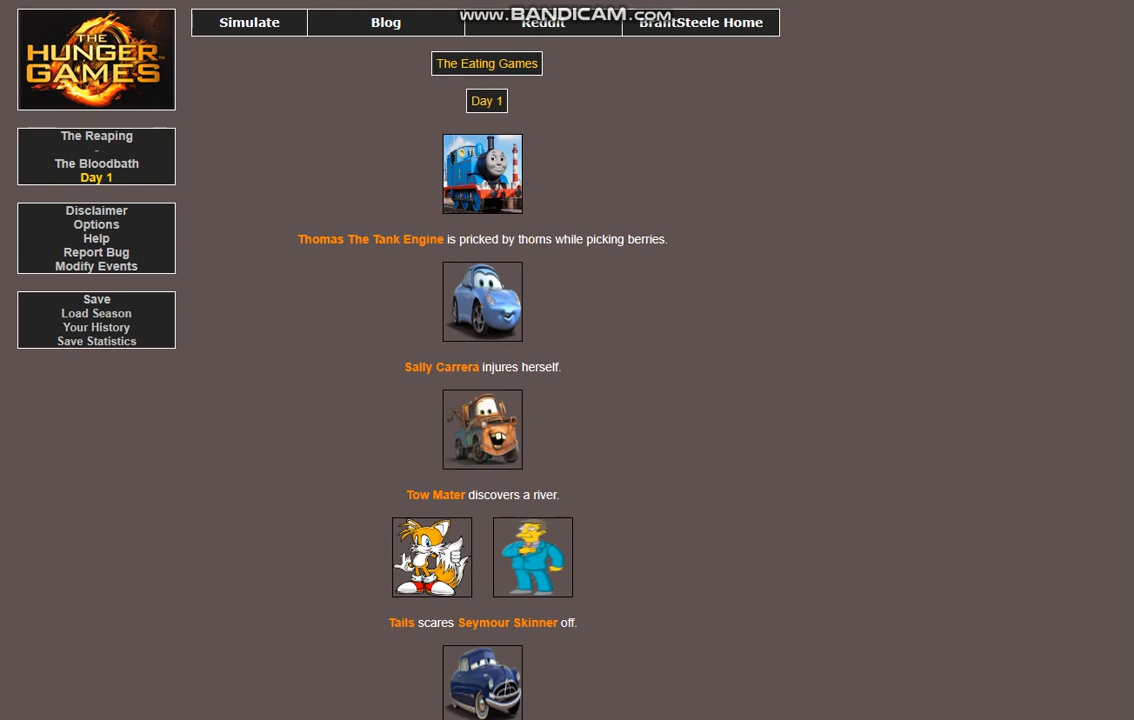 www.BANDICAM.com
THE
HUNGER
GAMES
Simulate
Blog
Reddit
BrantSteele Home
The Reaping
-
The Bloodbath
Day 1
Disclaimer
Options
Help
Report Bug
Modify Events
Save
Load Season
Your History
Save Statistics
The Eating Games
Day 1
Thomas The Tank Engine is pricked by thorns while picking berries.
Sally Carrera injures herself.
Tow Mater discovers a river.
Tails scares Seymour Skinner off.